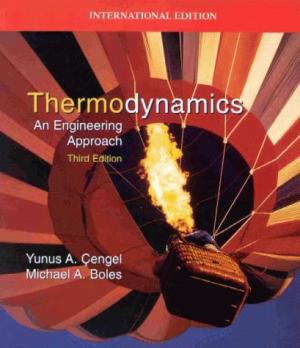 INTERNATIONAL EDITION
Thermodynamics
An Engineering
Approach
Third Edition
Yunus A. Çengel
Michael A. Boles